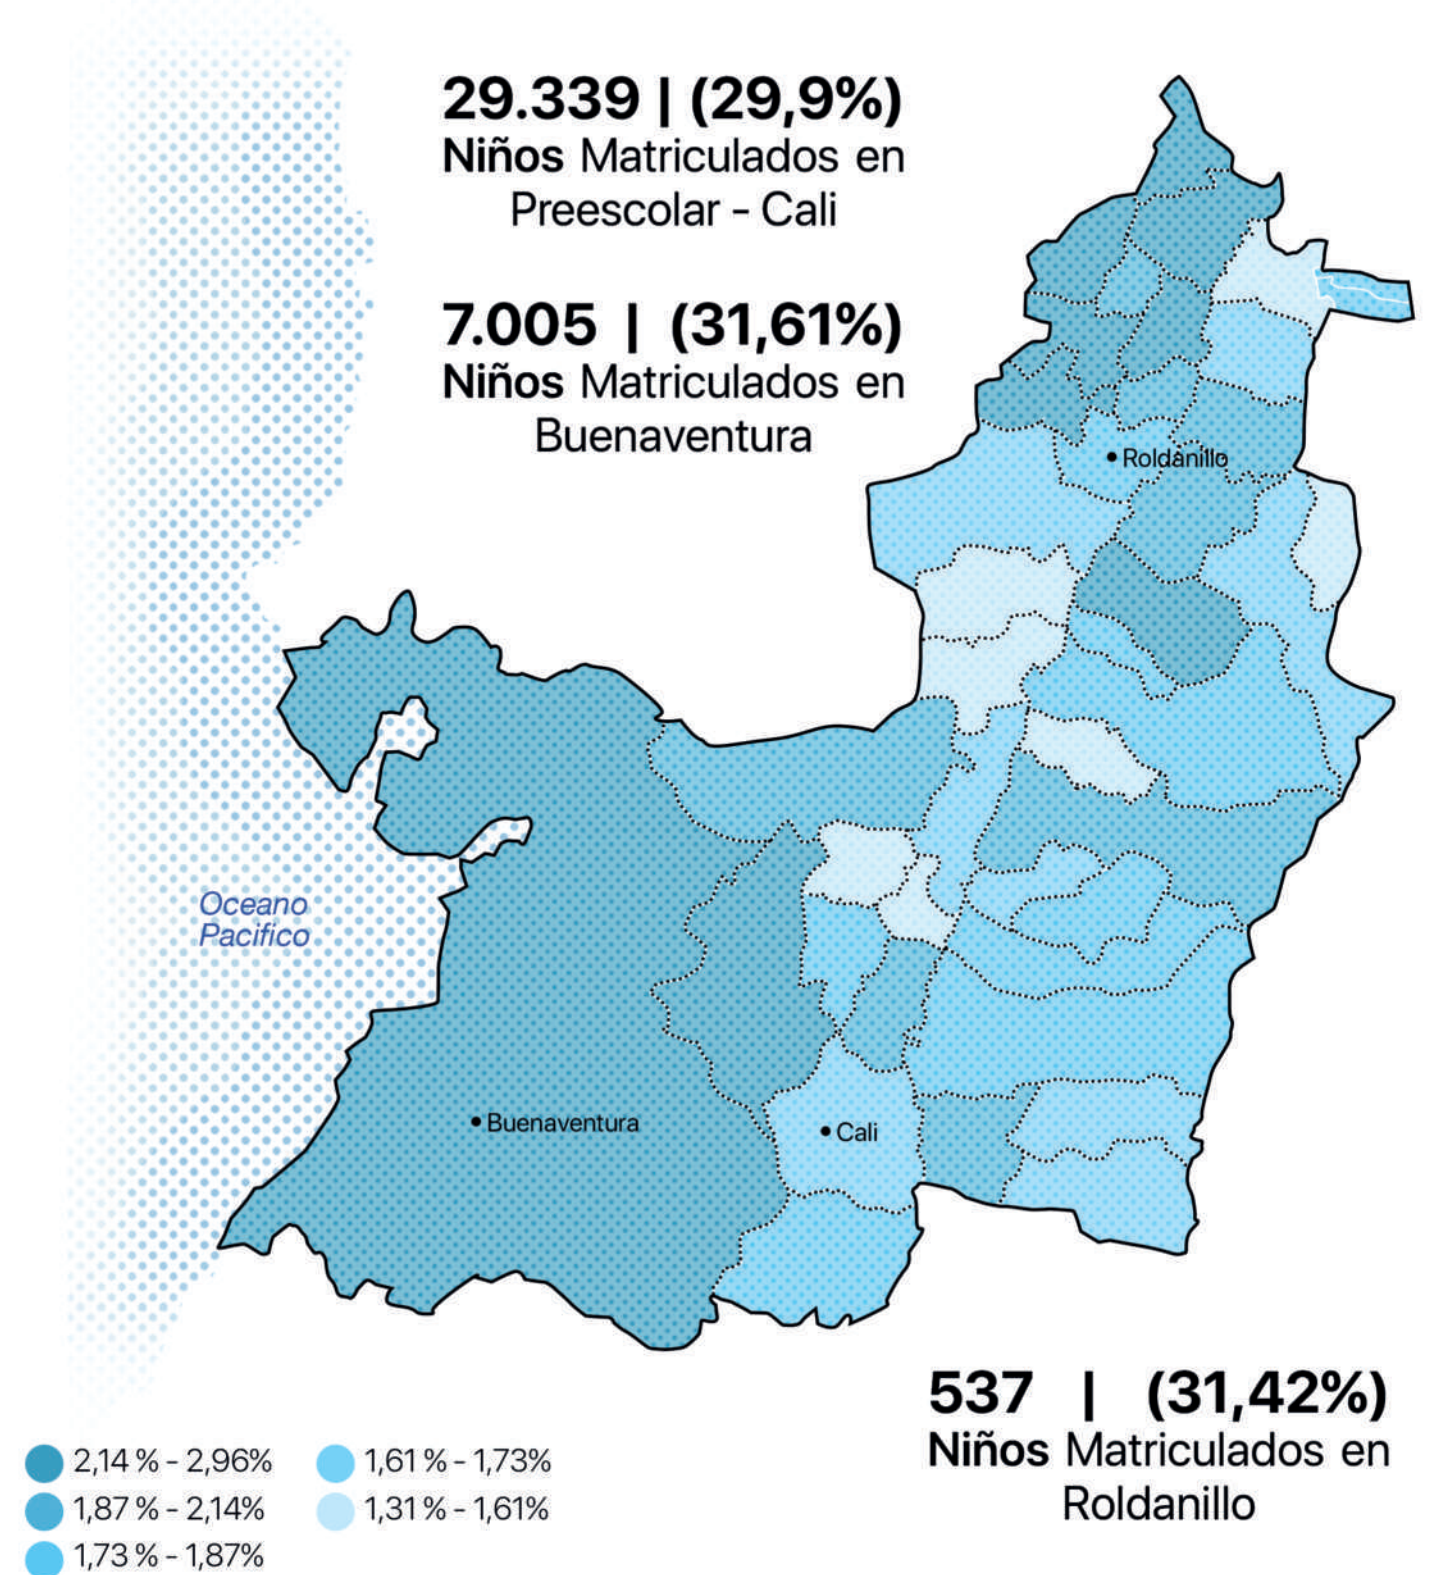 29.339 | (29,9%)
Niños Matriculados en
Preescolar - Cali
7.005 | (31,61%)
Niños Matriculados en
Buenaventura
Roldanillo
Oceano
Pacifico
Buenaventura
Cali
537 | (31,42%)
Niños Matriculados en
Roldanillo
2,14 % - 2,96%
1,87 % - 2,14%
1,73 % - 1,87%
1,61 % - 1,73%
1,31 % - 1,61%